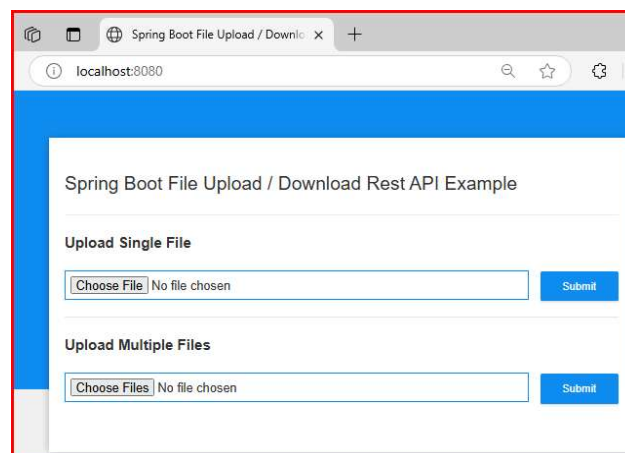 Spring Boot File Upload / Downlo
localhost:8080
Spring Boot File Upload / Download Rest API Example
Upload Single File
Choose File No file chosen
Submit
Upload Multiple Files
Choose Files No file chosen
Submit